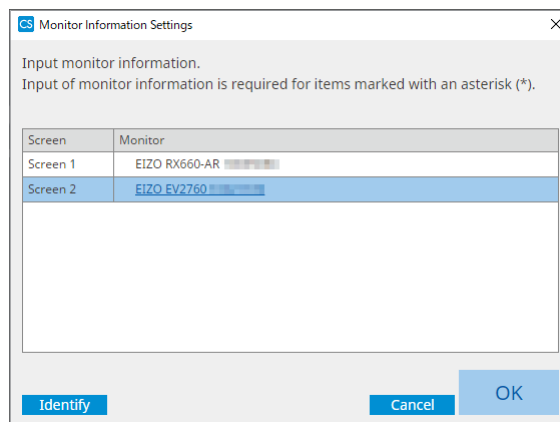 CS Monitor Information Settings
Input monitor information.
Input of monitor information is required for items marked with an asterisk (*).
Screen Monitor
Screen 1 EIZO RX660-AR
Screen 2 EIZO EV2760
Identify Cancel OK